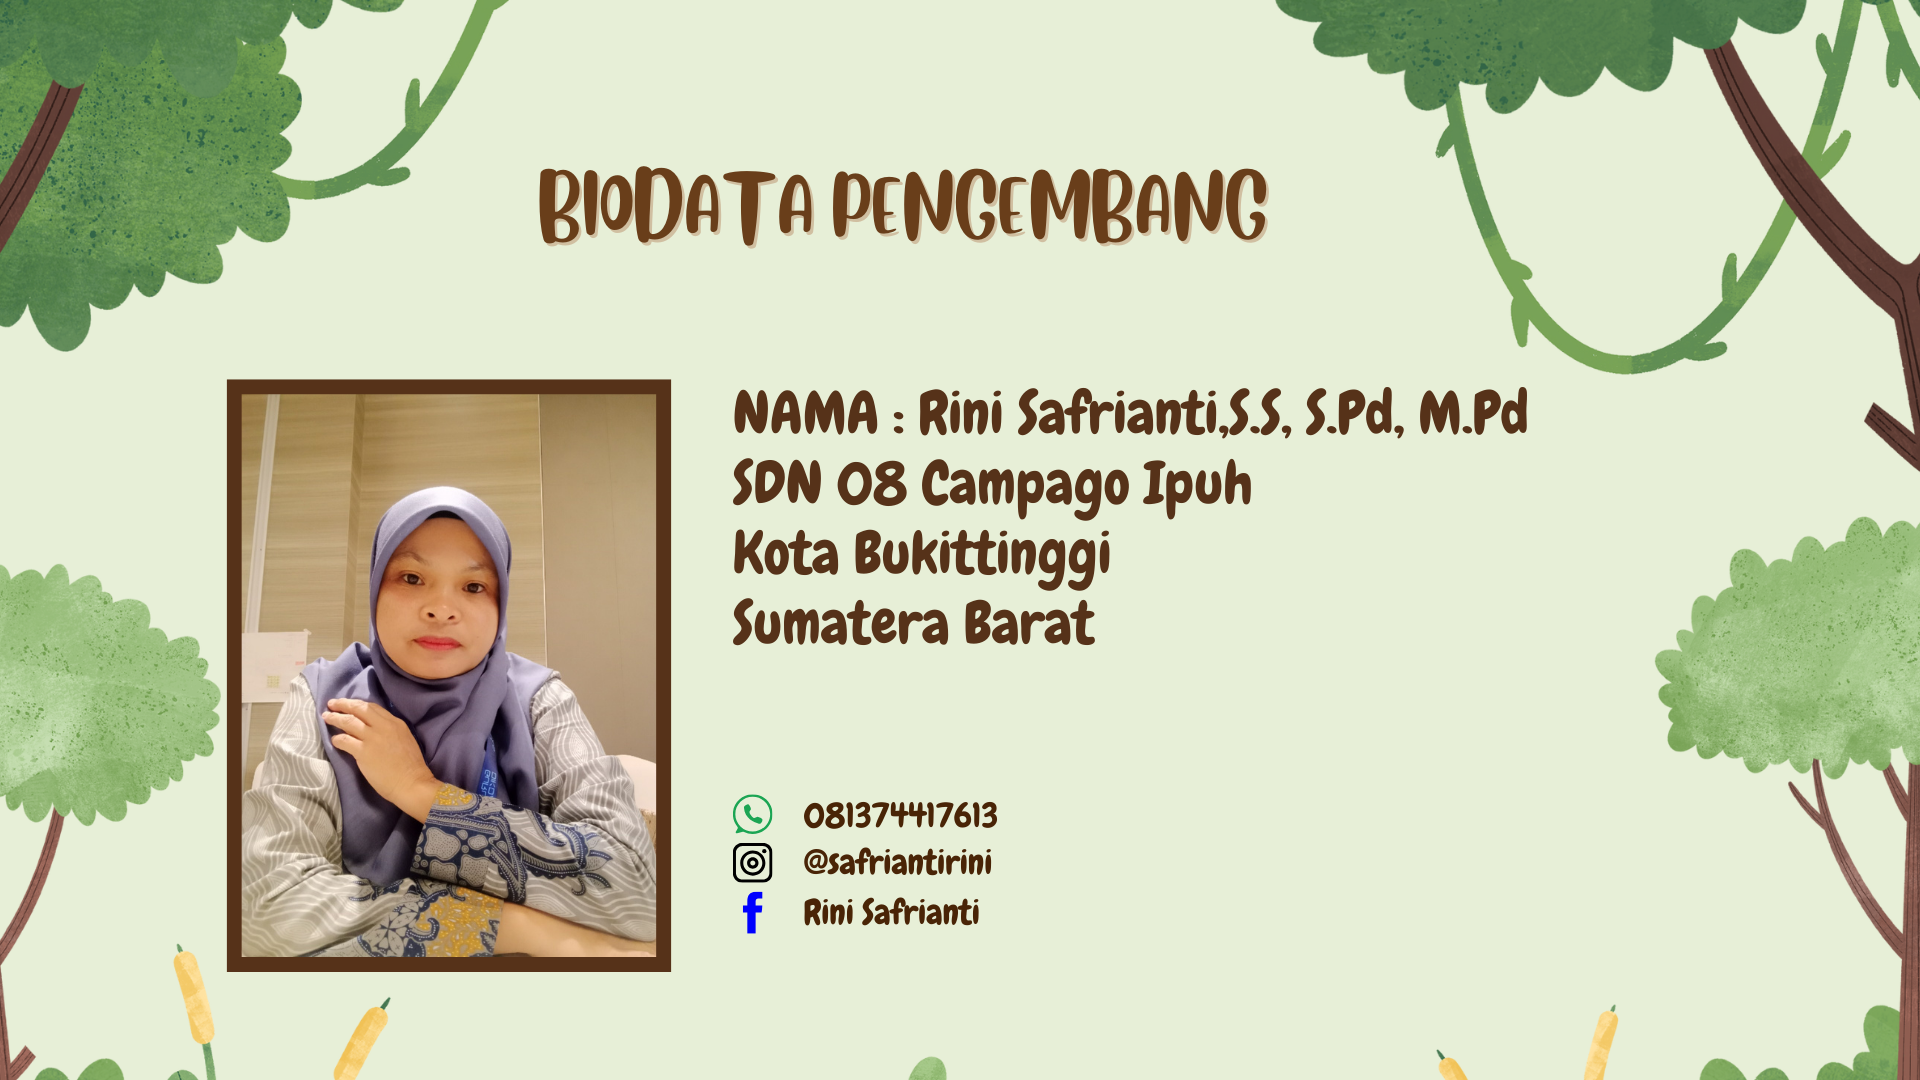 BIODATA PENGEMBANG
NAMA : Rini Safrianti,S.S, S.Pd, M.Pd
SDN 08 Campago Ipuh
Kota Bukittinggi
Sumatera Barat
081374417613
@safriantirini
Rini Safrianti